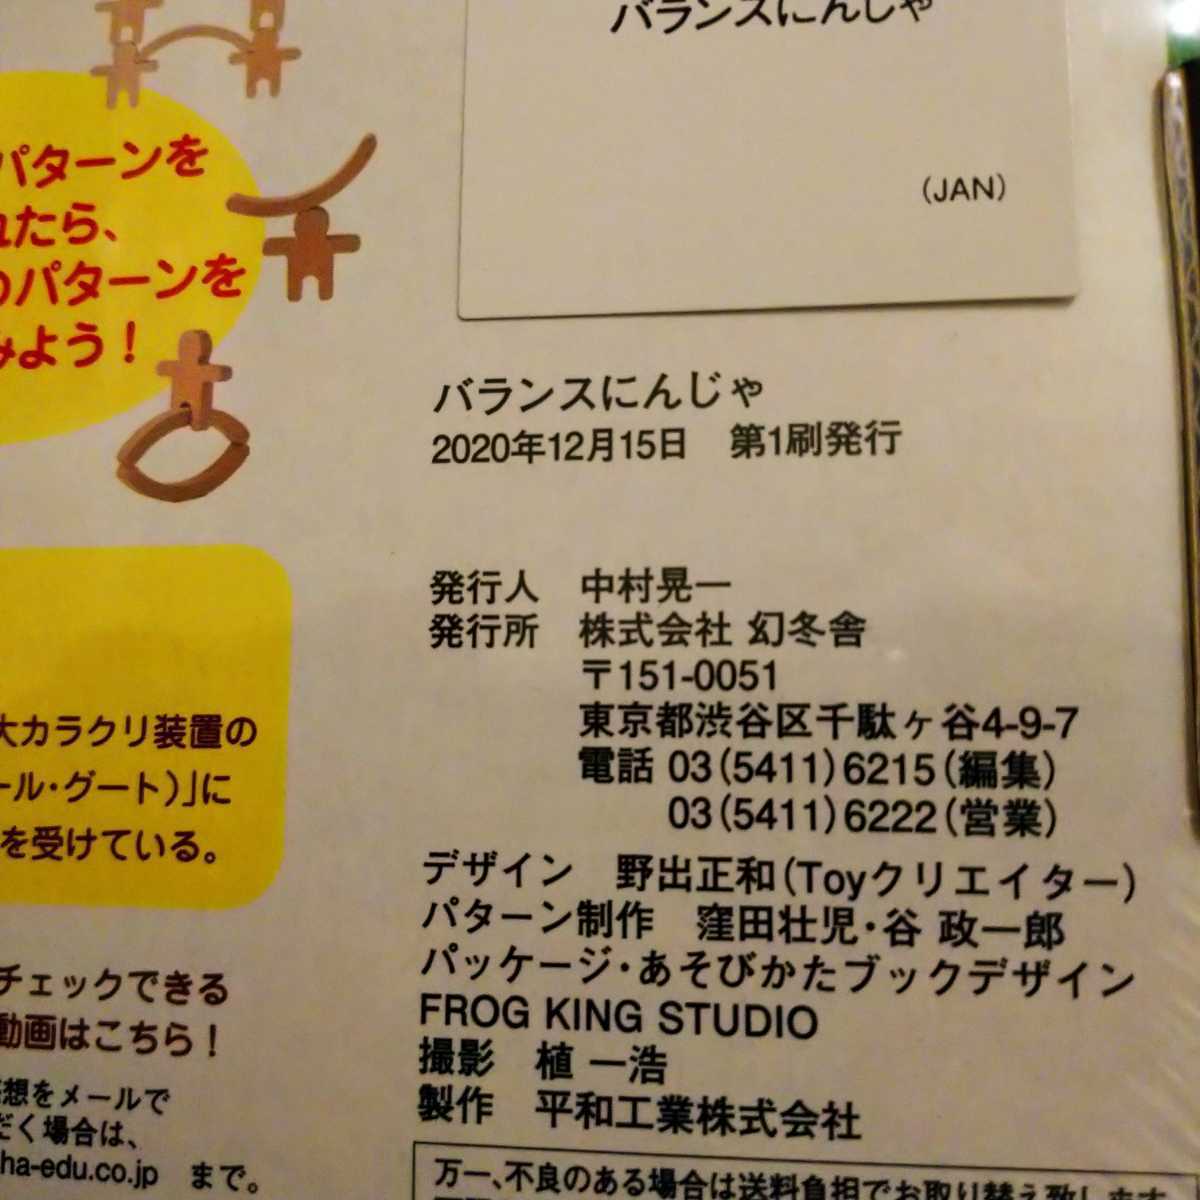 バランスにんじゃ
(JAN)
パターンを
れたら、
のパターンを
みよう！
バランスにんじゃ
2020年12月15日　第1刷発行
発行人　中村晃一
発行所　株式会社 幻冬舎
〒151-0051
東京都渋谷区千駄ヶ谷4-9-7
電話 03(5411)6215(編集)
03(5411)6222(営業)
デザイン　野出正和(Toyクリエイター)
パターン制作　窪田壮児・谷 政一郎
パッケージ・あそびかたブックデザイン
FROG KING STUDIO
撮影　植 一浩
製作　平和工業株式会社
万一、不良のある場合は送料負担でお取り替え致します
大カラクリ装置の
ール・グート)」に
を受けている。
チェックできる
動画はこちら！
想をメールで
だく場合は、
ha-edu.co.jp　まで。